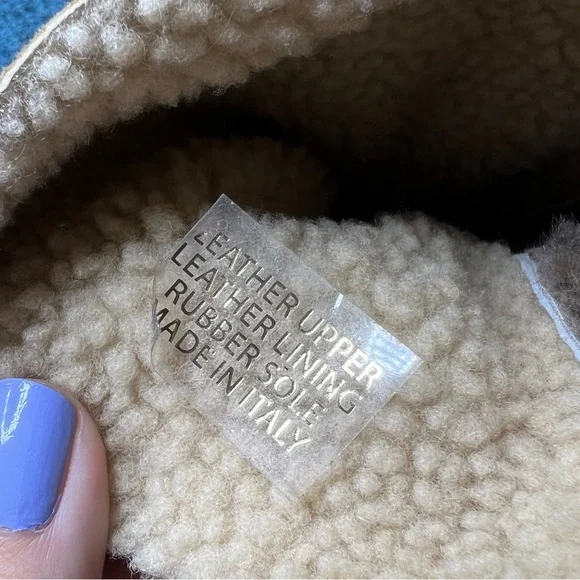 LEATHER UPPER
LEATHER LINING
RUBBER SOLE
MADE IN ITALY